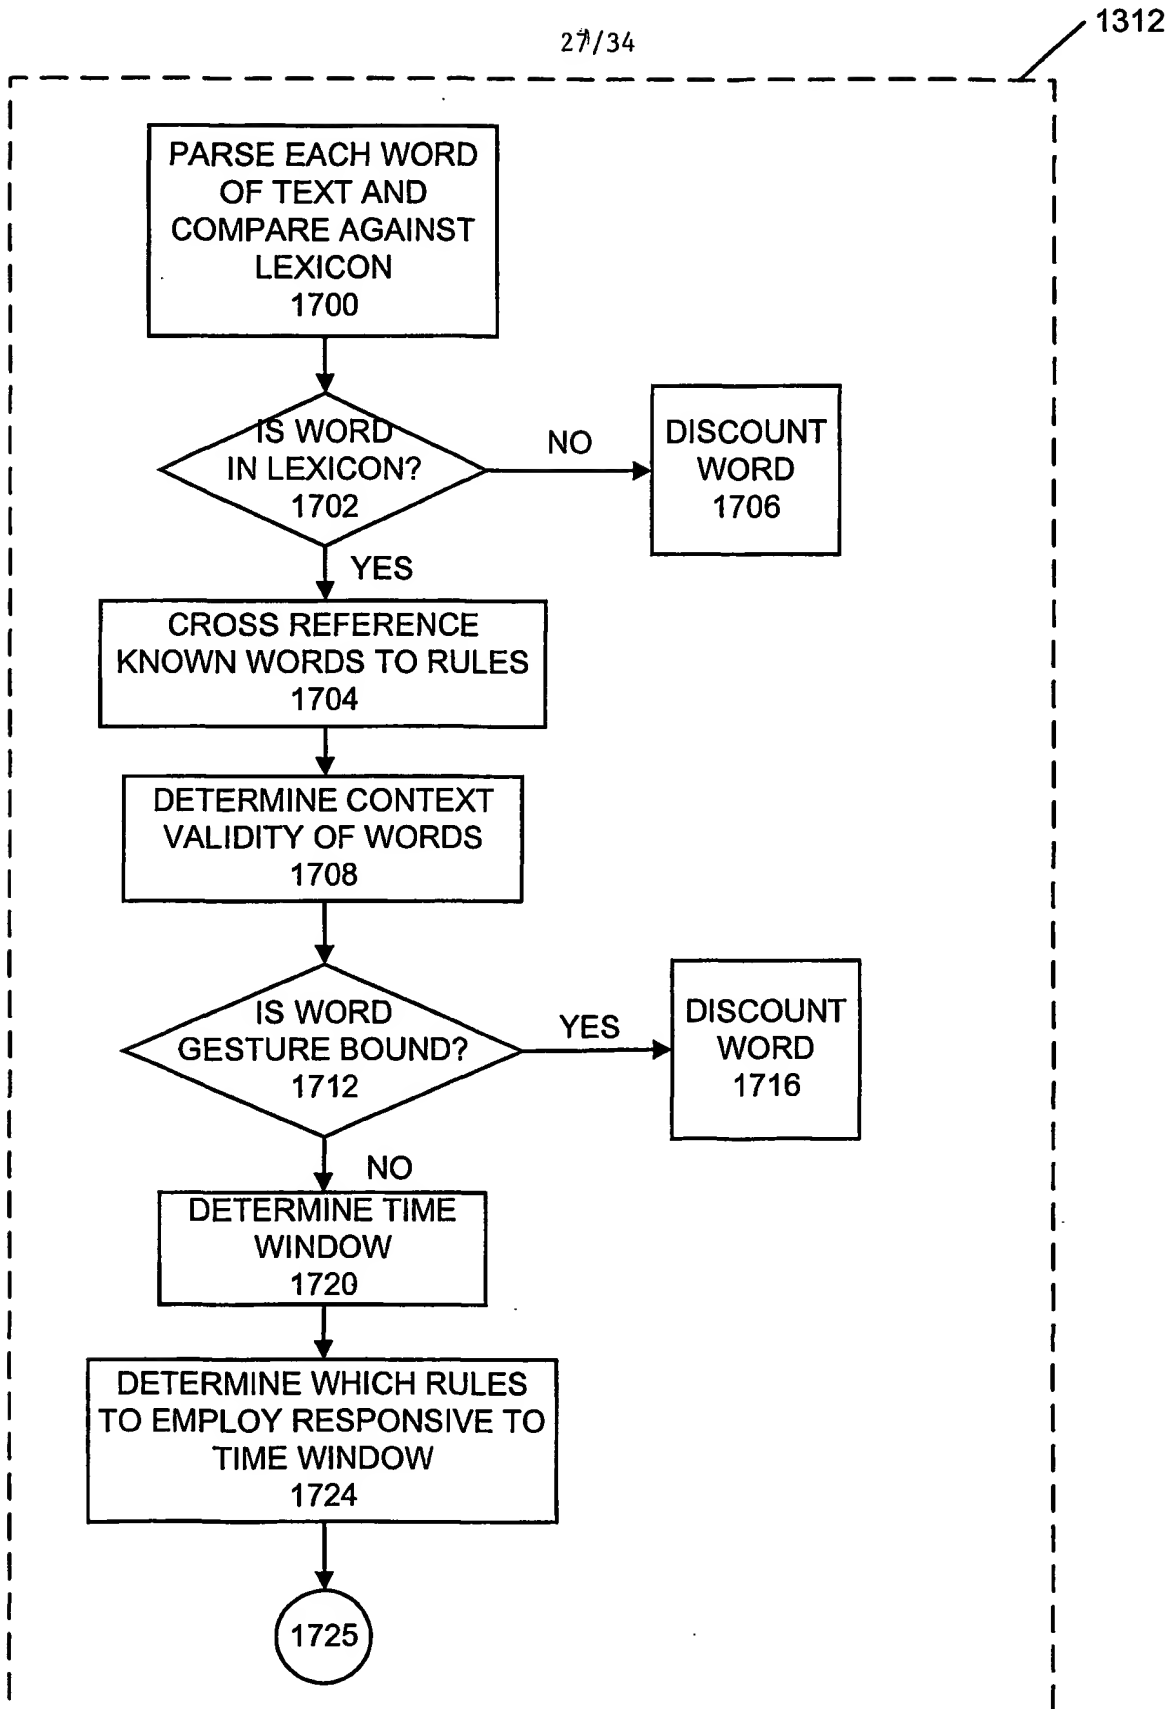 1312
27/34
PARSE EACH WORD
OF TEXT AND
COMPARE AGAINST
LEXICON
1700
IS WORD
IN LEXICON?
1702
NO
DISCOUNT
WORD
1706
YES
CROSS REFERENCE
KNOWN WORDS TO RULES
1704
DETERMINE CONTEXT
VALIDITY OF WORDS
1708
IS WORD
GESTURE BOUND?
1712
YES
DISCOUNT
WORD
1716
NO
DETERMINE TIME
WINDOW
1720
DETERMINE WHICH RULES
TO EMPLOY RESPONSIVE TO
TIME WINDOW
1724
1725